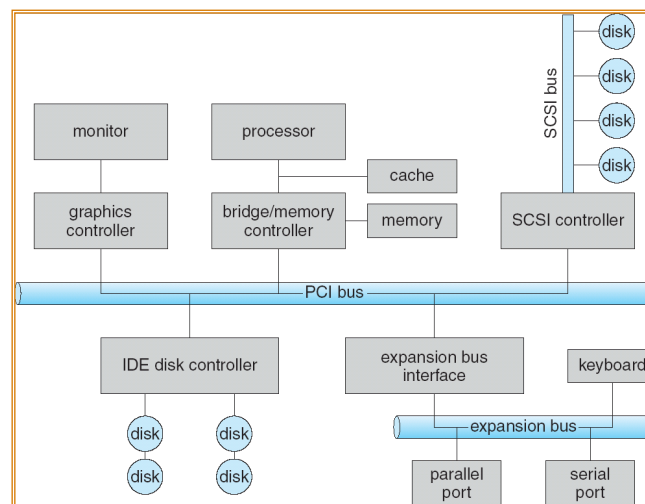 disk
disk
disk
disk
SCSI bus
monitor
processor
cache
graphics
controller
bridge/memory
controller
memory
SCSI controller
PCI bus
IDE disk controller
expansion bus
interface
keyboard
disk
disk
disk
disk
expansion bus
parallel
port
serial
port